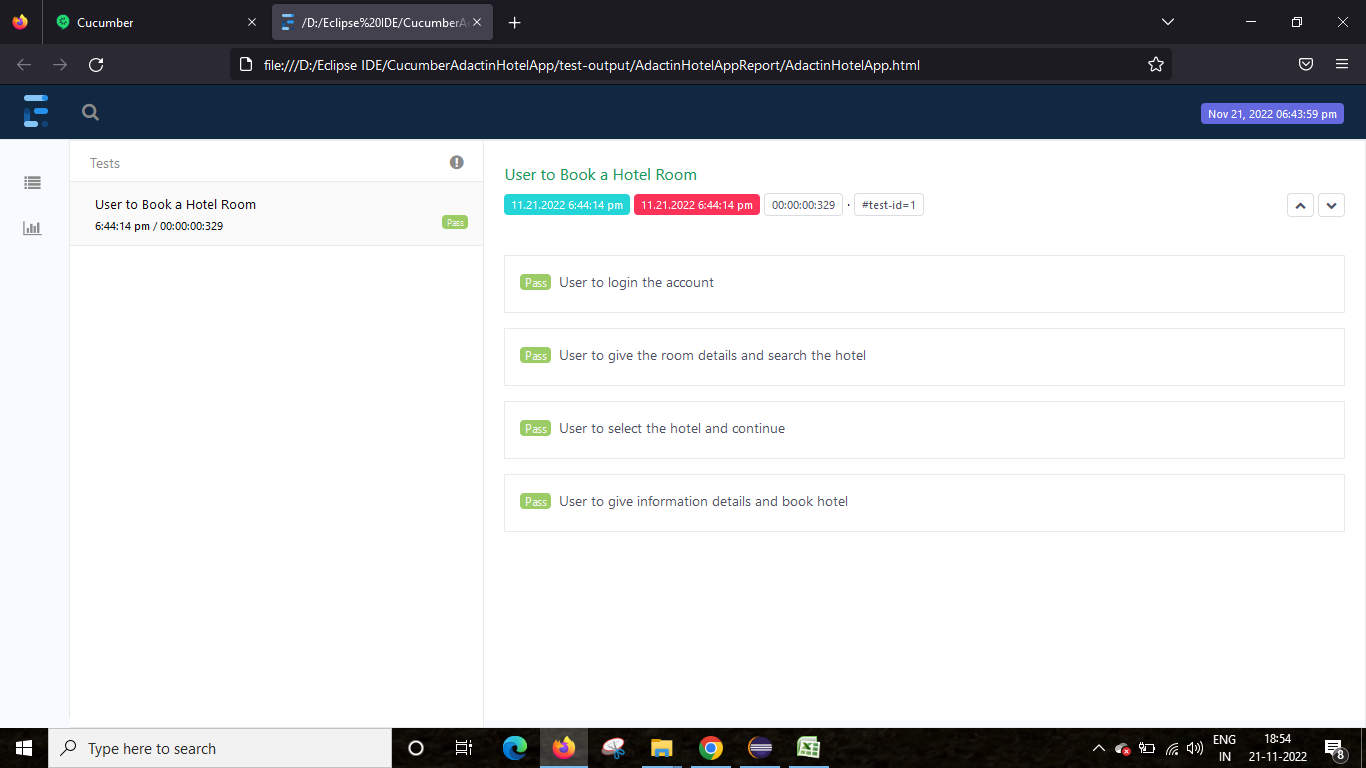 Cucumber
/D:/Eclipse%20IDE/CucumberAd
file:///D:/Eclipse IDE/CucumberAdactinHotelApp/test-output/AdactinHotelAppReport/AdactinHotelApp.html
Nov 21, 2022 06:43:59 pm
Tests
User to Book a Hotel Room
6:44:14 pm / 00:00:00:329
Pass
User to Book a Hotel Room
11.21.2022 6:44:14 pm 11.21.2022 6:44:14 pm 00:00:00:329 · #test-id=1
Pass User to login the account
Pass User to give the room details and search the hotel
Pass User to select the hotel and continue
Pass User to give information details and book hotel
Type here to search
ENG
IN
18:54
21-11-2022
8